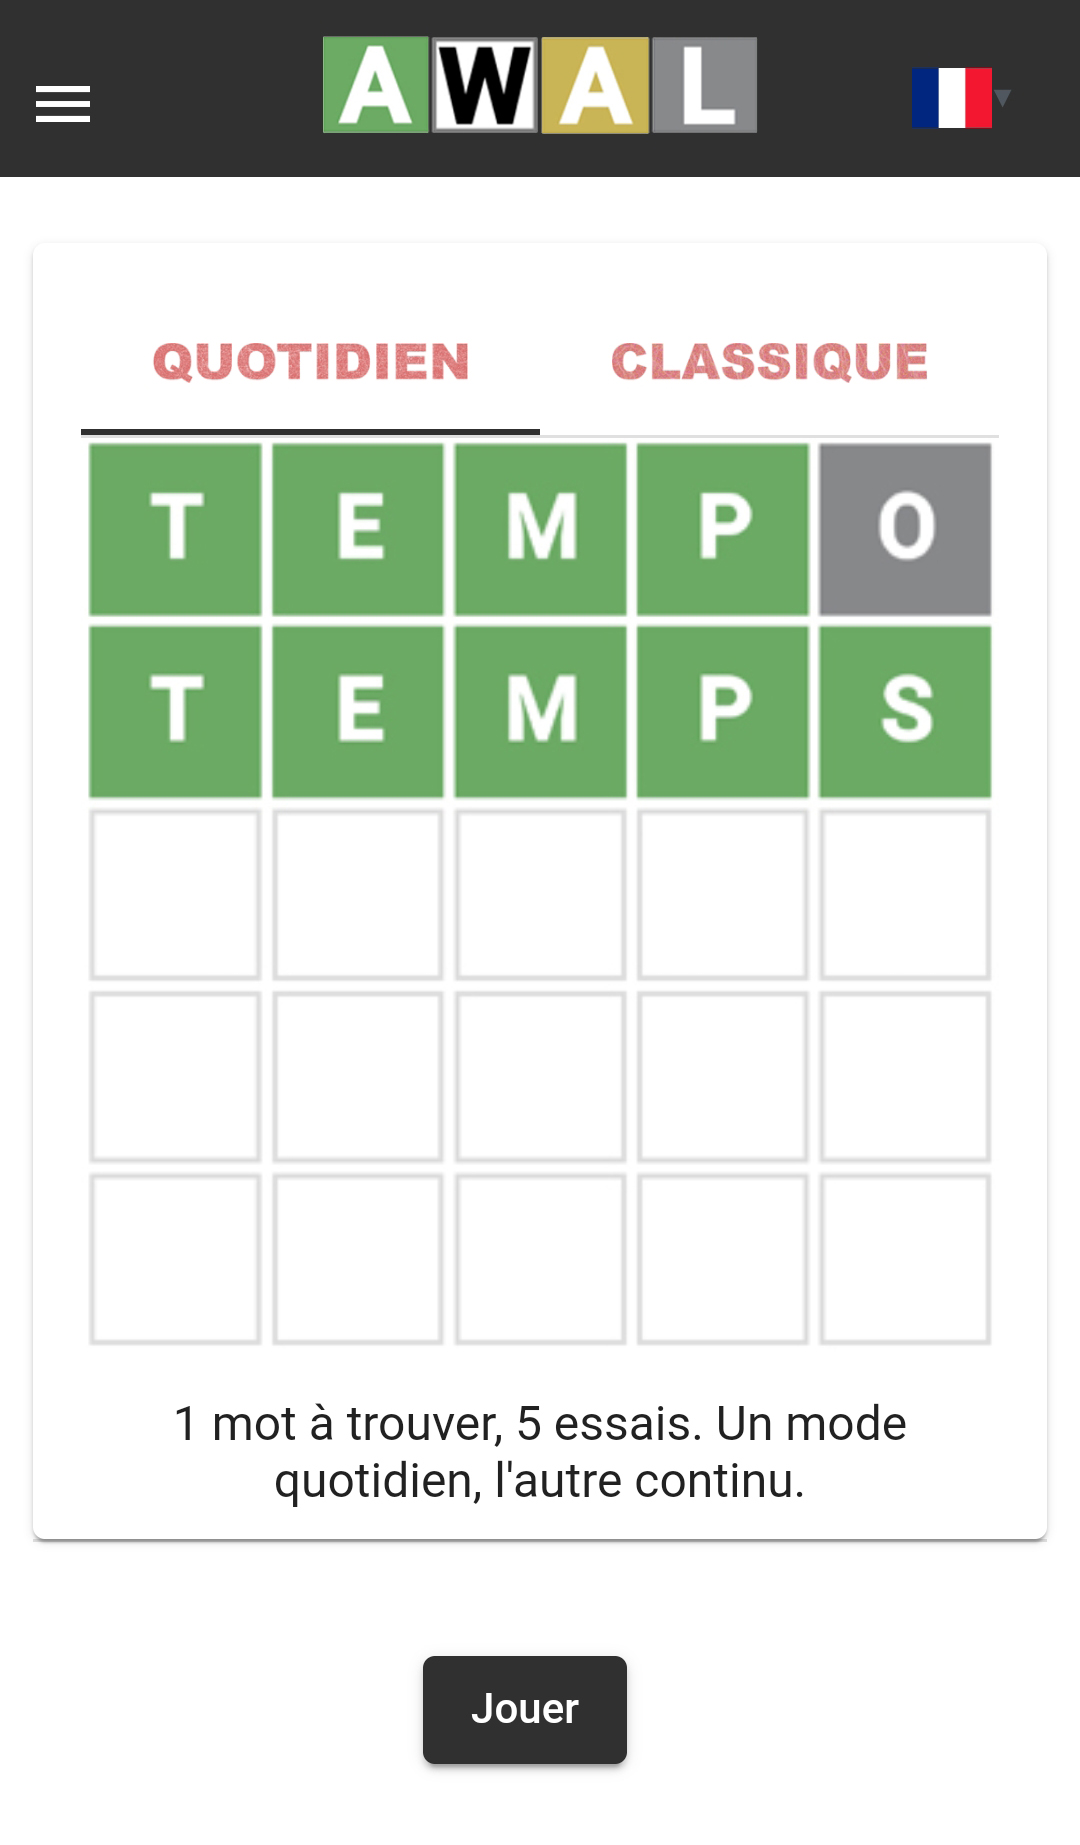 AWAL
QUOTIDIEN CLASSIQUE
TEMPO
TEMPS
1 mot à trouver, 5 essais. Un mode
quotidien, l'autre continu.
Jouer